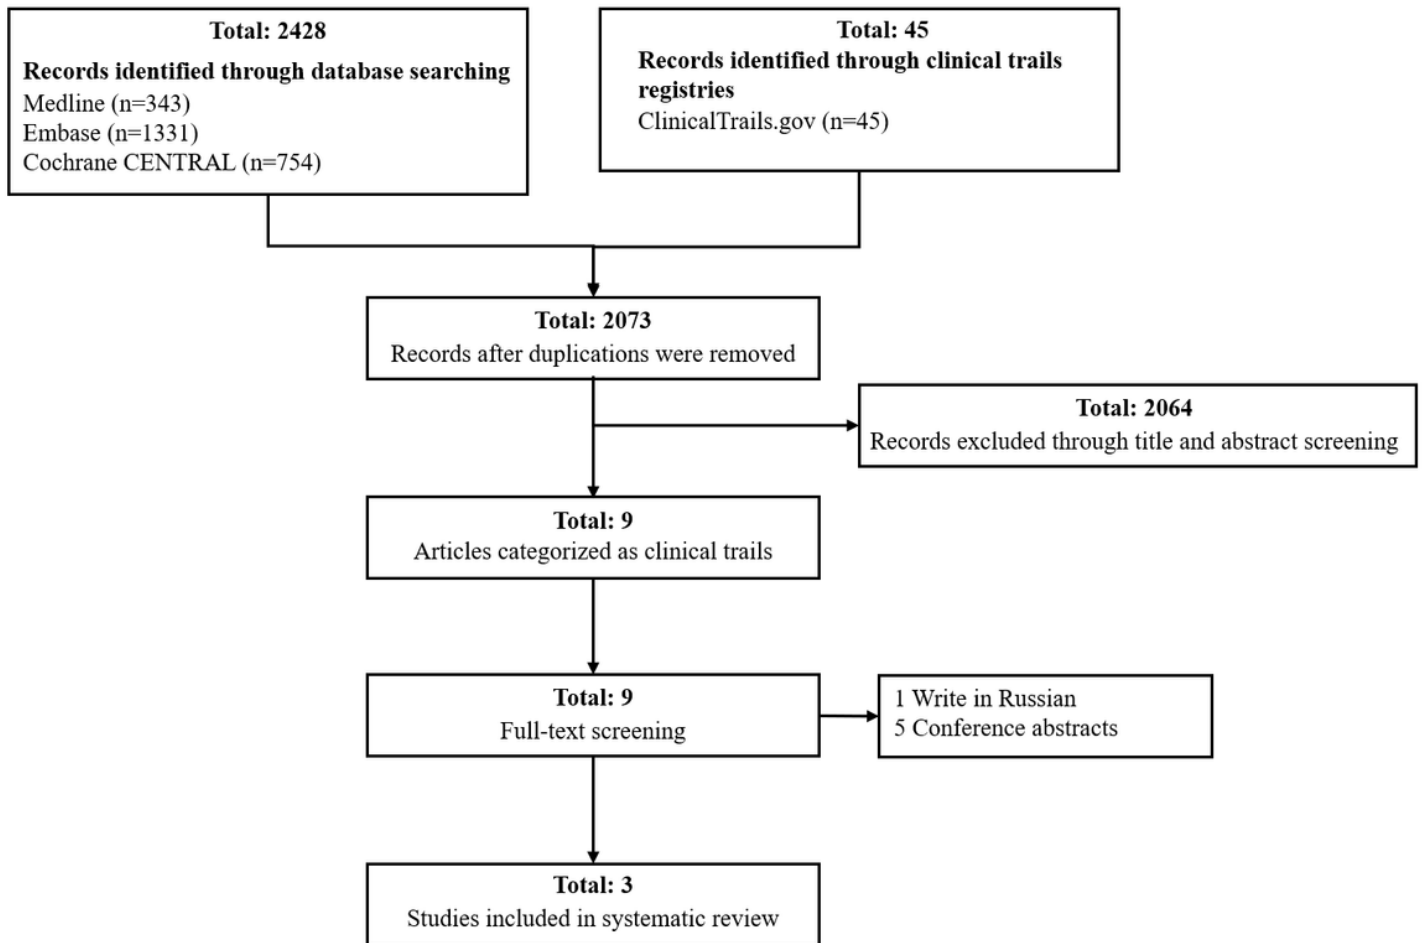 Total: 2428
Records identified through database searching
Medline (n=343)
Embase (n=1331)
Cochrane CENTRAL (n=754)
Total: 45
Records identified through clinical trails
registries
ClinicalTrails.gov (n=45)
Total: 2073
Records after duplications were removed
Total: 2064
Records excluded through title and abstract screening
Total: 9
Articles categorized as clinical trails
Total: 9
Full-text screening
1 Write in Russian
5 Conference abstracts
Total: 3
Studies included in systematic review